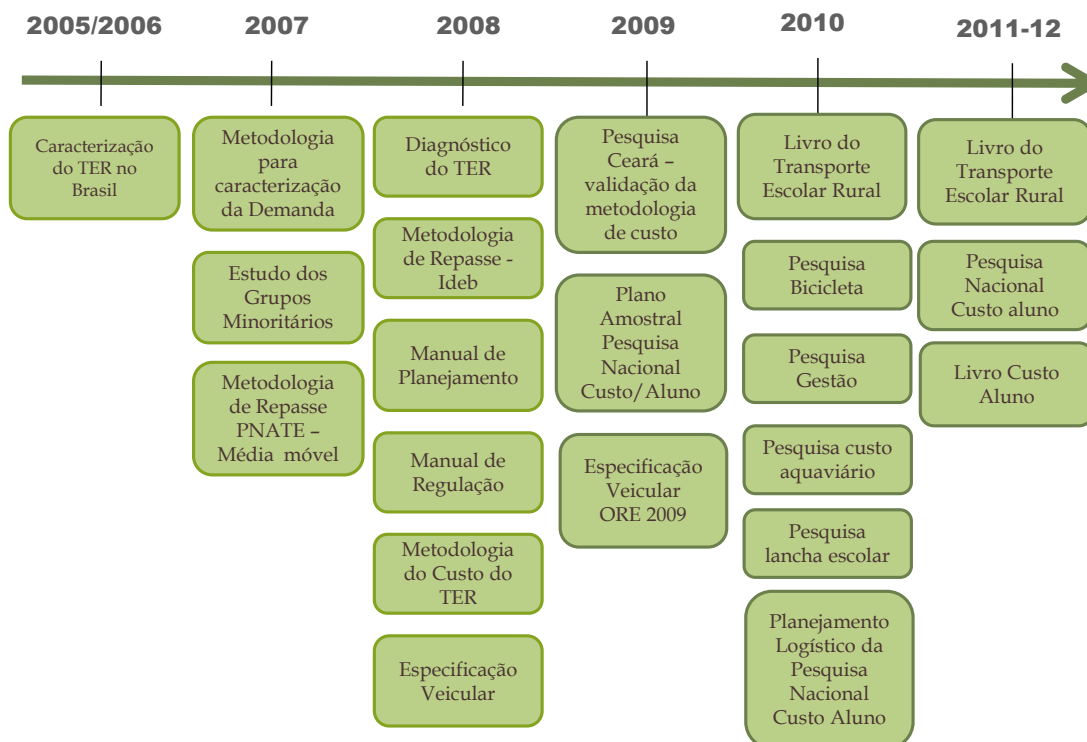 2005/2006
2007
2008
2009
2010
2011-12
Caracterização
do TER no
Brasil
Metodologia
para
caracterização
da Demanda
Estudo dos
Grupos
Minoritários
Metodologia
de Repasse
PNATE –
Média móvel
Diagnóstico
do TER
Metodologia
de Repasse -
Ideb
Manual de
Planejamento
Manual de
Regulação
Metodologia
do Custo do
TER
Especificação
Veicular
Pesquisa
Ceará –
validação da
metodologia
de custo
Plano
Amostral
Pesquisa
Nacional
Custo/Aluno
Especificação
Veicular
ORE 2009
Livro do
Transporte
Escolar Rural
Pesquisa
Bicicleta
Pesquisa
Gestão
Pesquisa custo
aquaviário
Pesquisa
lancha escolar
Planejamento
Logístico da
Pesquisa
Nacional
Custo Aluno
Livro do
Transporte
Escolar Rural
Pesquisa
Nacional
Custo aluno
Livro Custo
Aluno